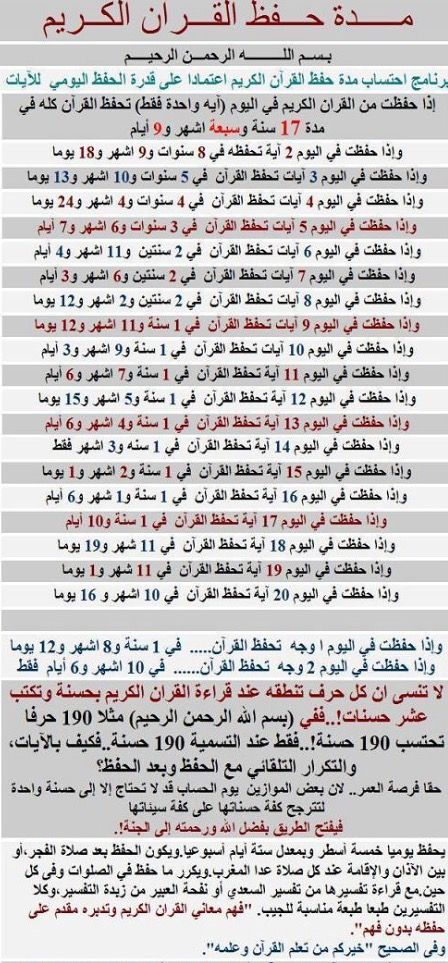 مـــدة حــفظ القــران الكــريم
بـسـم اللـــــه الرحمــن الرحيـــم
برنامج احتساب مدة حفظ القرآن الكريم اعتمادا على قدرة الحفظ اليومي للآيات
إذا حفظت من القران الكريم في اليوم (آيه واحدة فقط) تحفظ القرآن كله في
مدة 17 سنة وسبعة اشهر و9 أيام
وإذا حفظت في اليوم 2 آية تحفظه في 8 سنوات و9 اشهر و18 يوما
وإذا حفظت في اليوم 3 آيات تحفظ القرآن في 5 سنوات و10 اشهر و13 يوما
وإذا حفظت في اليوم 4 آيات تحفظ القرآن في 4 سنوات و4 اشهر و24 يوما
وإذا حفظت في اليوم 5 آيات تحفظ القرآن في 3 سنوات و6 اشهر و7 أيام
وإذا حفظت في اليوم 6 آيات تحفظ القرآن في 2 سنتين و11 اشهر و4 أيام
وإذا حفظت في اليوم 7 آيات تحفظ القرآن في 2 سنتين و6 اشهر و3 أيام
وإذا حفظت في اليوم 8 آيات تحفظ القرآن في 2 سنتين و2 اشهر و12 يوما
وإذا حفظت في اليوم 9 آيات تحفظ القرآن في 1 سنة و11 اشهر و12 يوما
وإذا حفظت في اليوم 10 آيات تحفظ القرآن في 1 سنة و9 اشهر و3 أيام
وإذا حفظت في اليوم 11 آية تحفظ القرآن في 1 سنة و7 اشهر و6 أيام
وإذا حفظت في اليوم 12 آية تحفظ القرآن في 1 سنة و5 اشهر و15 يوما
وإذا حفظت في اليوم 13 آية تحفظ القرآن في 1 سنة و4 اشهر و6 أيام
وإذا حفظت في اليوم 14 آية تحفظ القرآن في 1 سنه و3 اشهر فقط
وإذا حفظت في اليوم 15 آية تحفظ القرآن في 1 سنة و2 اشهر و1 يوما
وإذا حفظت في اليوم 16 آية تحفظ القرآن في 1 سنة و1 شهر و6 أيام
وإذا حفظت في اليوم 17 آية تحفظ القرآن في 1 سنة و10 أيام
وإذا حفظت في اليوم 18 آية تحفظ القرآن في 11 شهر و19 يوما
وإذا حفظت في اليوم 19 آية تحفظ القرآن في 11 شهر و1 يوما
وإذا حفظت في اليوم 20 آية تحفظ القرآن في 10 اشهر و 16 يوما
وإذا حفظت في اليوم ا وجه تحفظ القرآن..... في 1 سنة و8 اشهر و12 يوما
وإذا حفظت في اليوم 2 وجه تحفظ القرآن...... في 10 اشهر و6 أيام فقط
لا تنسى ان كل حرف تنطقه عند قراءة القران الكريم بحسنة وتكتب
عشر حسنات!..ففي (بسم الله الرحمن الرحيم) مثلا 190 حرفا
تحتسب 190 حسنة!..فقط عند التسمية 190 حسنة..فكيف بالآيات،
والتكرار التلقائي مع الحفظ وبعد الحفظ؟
حقا فرصة العمر.. لان بعض الموازين يوم الحساب قد لا تحتاج إلا إلى حسنة واحدة
لتترجح كفة حسناتها على كفة سيئاتها
فيفتح الطريق بفضل الله ورحمته إلى الجنة!.
يحفظ يوميا خمسة أسطر وبمعدل ستة أيام أسبوعيا.ويكون الحفظ بعد صلاة الفجر،أو
بين الآذان والإقامة عند كل صلاة عدا المغرب.ويكرر ما حفظ في الصلوات وفى كل
حين.مع قراءة تفسيرها من تفسير السعدي أو نفحة العبير من زبدة التفسير،وكلا
التفسيرين طبعا طبعة مناسبة للجيب. "فهم معاني القران الكريم وتدبره مقدم على
حفظه بدون فهم".
وفى الصحيح "خيركم من تعلم القرآن وعلمه".